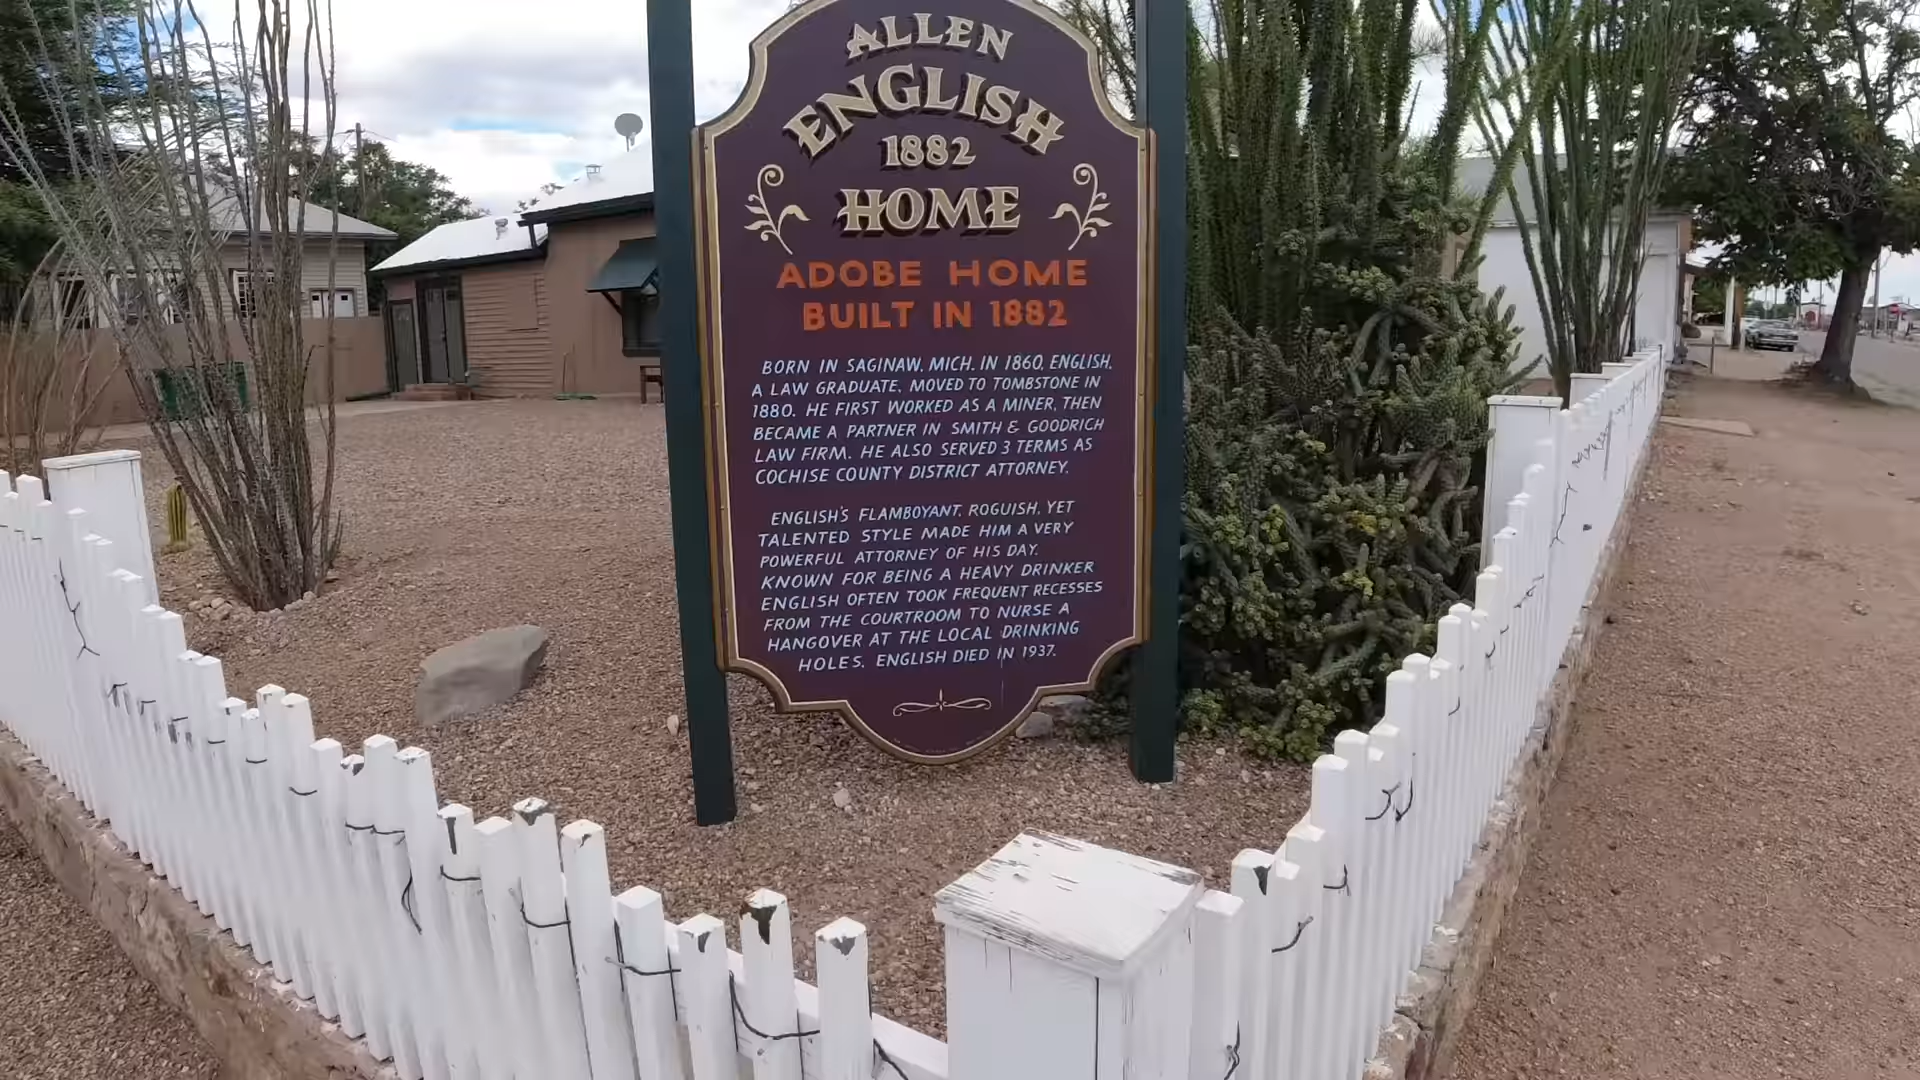 ALLEN
ENGLISH
1882
HOME
ADOBE HOME
BUILT IN 1882
BORN IN SAGINAW, MICH. IN 1860, ENGLISH,
A LAW GRADUATE, MOVED TO TOMBSTONE IN
1880. HE FIRST WORKED AS A MINER, THEN
BECAME A PARTNER IN SMITH & GOODRICH
LAW FIRM. HE ALSO SERVED 3 TERMS AS
COCHISE COUNTY DISTRICT ATTORNEY.
ENGLISH'S FLAMBOYANT, ROGUISH, YET
TALENTED STYLE MADE HIM A VERY
POWERFUL ATTORNEY OF HIS DAY.
KNOWN FOR BEING A HEAVY DRINKER
ENGLISH OFTEN TOOK FREQUENT RECESSES
FROM THE COURTROOM TO NURSE A
HANGOVER AT THE LOCAL DRINKING
HOLES. ENGLISH DIED IN 1937.